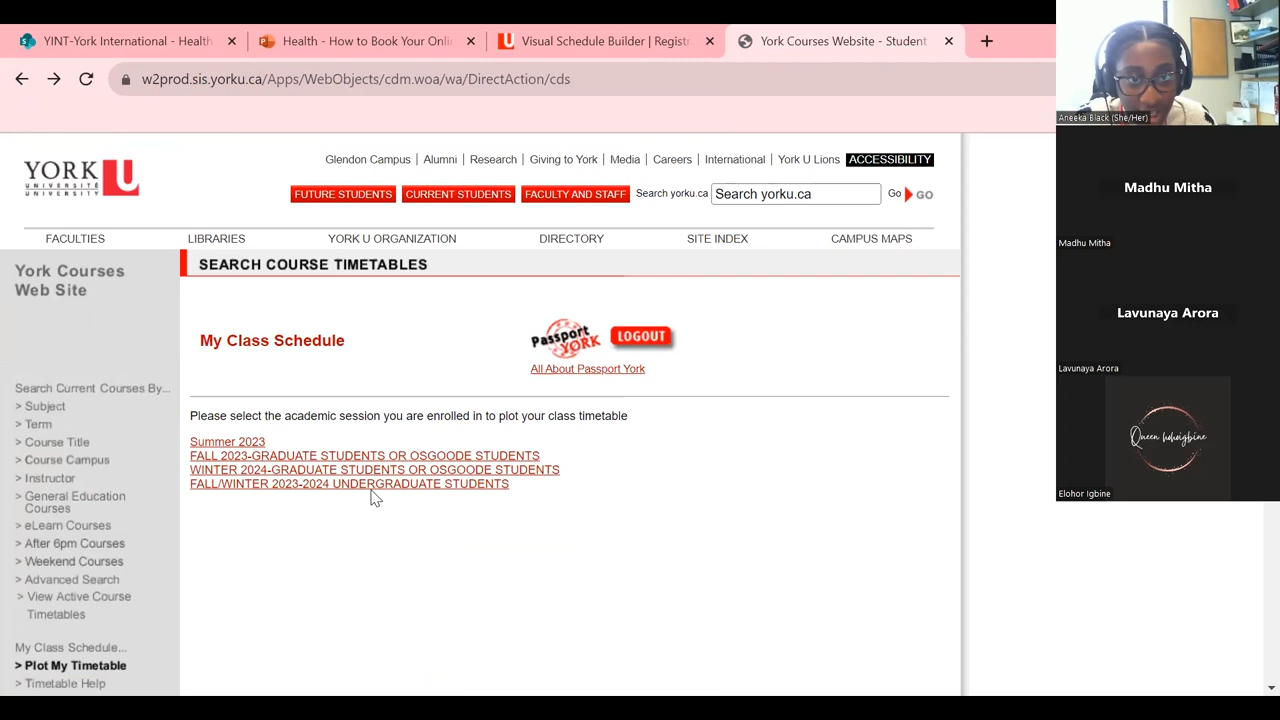 YINT-York International - Health
Health - How to Book Your Onli
Visual Schedule Builder | Registr
York Courses Website - Student
w2prod.sis.yorku.ca/Apps/WebObjects/cdm.woa/wa/DirectAction/cds
Aneeka Black (She/Her)
Madhu Mitha
Madhu Mitha
Lavunaya Arora
Lavunaya Arora
Elohor Igbine
YORK U
UNIVERSITÉ
UNIVERSITY
Glendon Campus | Alumni | Research | Giving to York | Media | Careers | International | York U Lions ACCESSIBILITY
FUTURE STUDENTS CURRENT STUDENTS FACULTY AND STAFF Search yorku.ca Search yorku.ca Go GO
FACULTIES LIBRARIES YORK U ORGANIZATION DIRECTORY SITE INDEX CAMPUS MAPS
York Courses
Web Site
SEARCH COURSE TIMETABLES
My Class Schedule
Passport YORK
LOGOUT
All About Passport York
Please select the academic session you are enrolled in to plot your class timetable
Summer 2023
FALL 2023-GRADUATE STUDENTS OR OSGOODE STUDENTS
WINTER 2024-GRADUATE STUDENTS OR OSGOODE STUDENTS
FALL/WINTER 2023-2024 UNDERGRADUATE STUDENTS
Search Current Courses By...
> Subject
> Term
> Course Title
> Course Campus
> Instructor
> General Education
Courses
> eLearn Courses
> After 6pm Courses
> Weekend Courses
> Advanced Search
> View Active Course
Timetables
My Class Schedule...
> Plot My Timetable
> Timetable Help